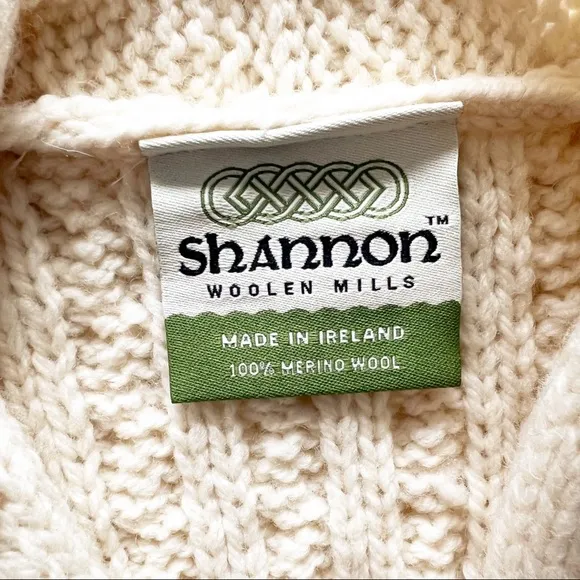 Shannon™
WOOLEN MILLS
MADE IN IRELAND
100% MERINO WOOL